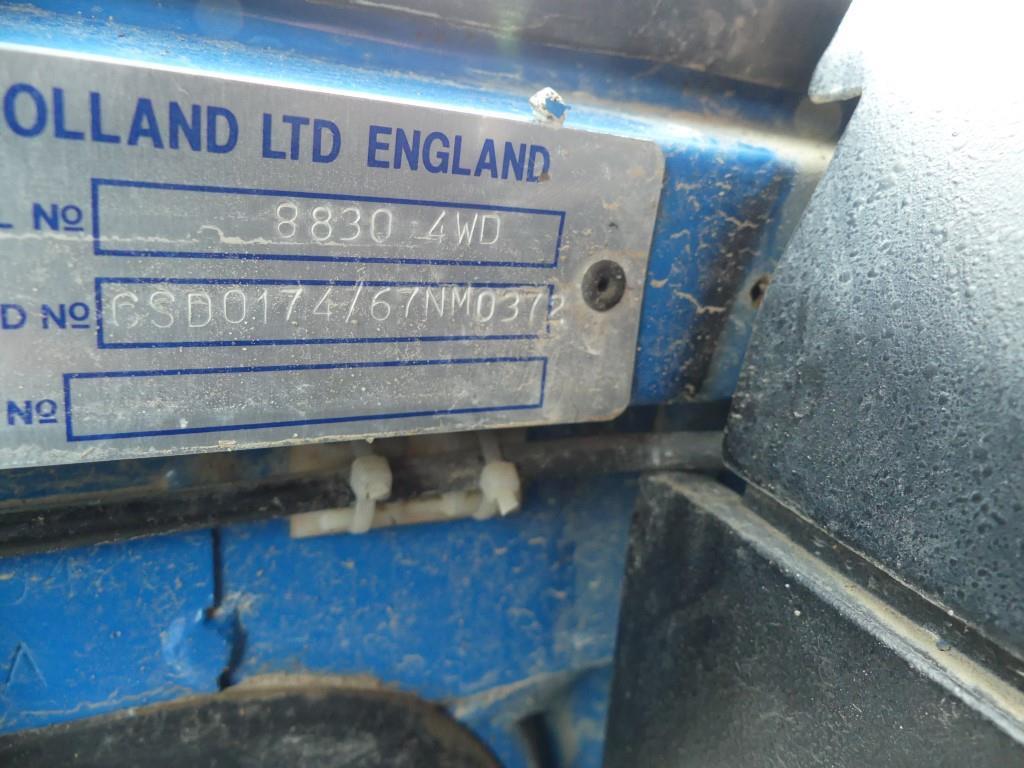 OLLAND LTD ENGLAND
L Nº 8830 4WD
D Nº CSD0174/67NM0372
Nº